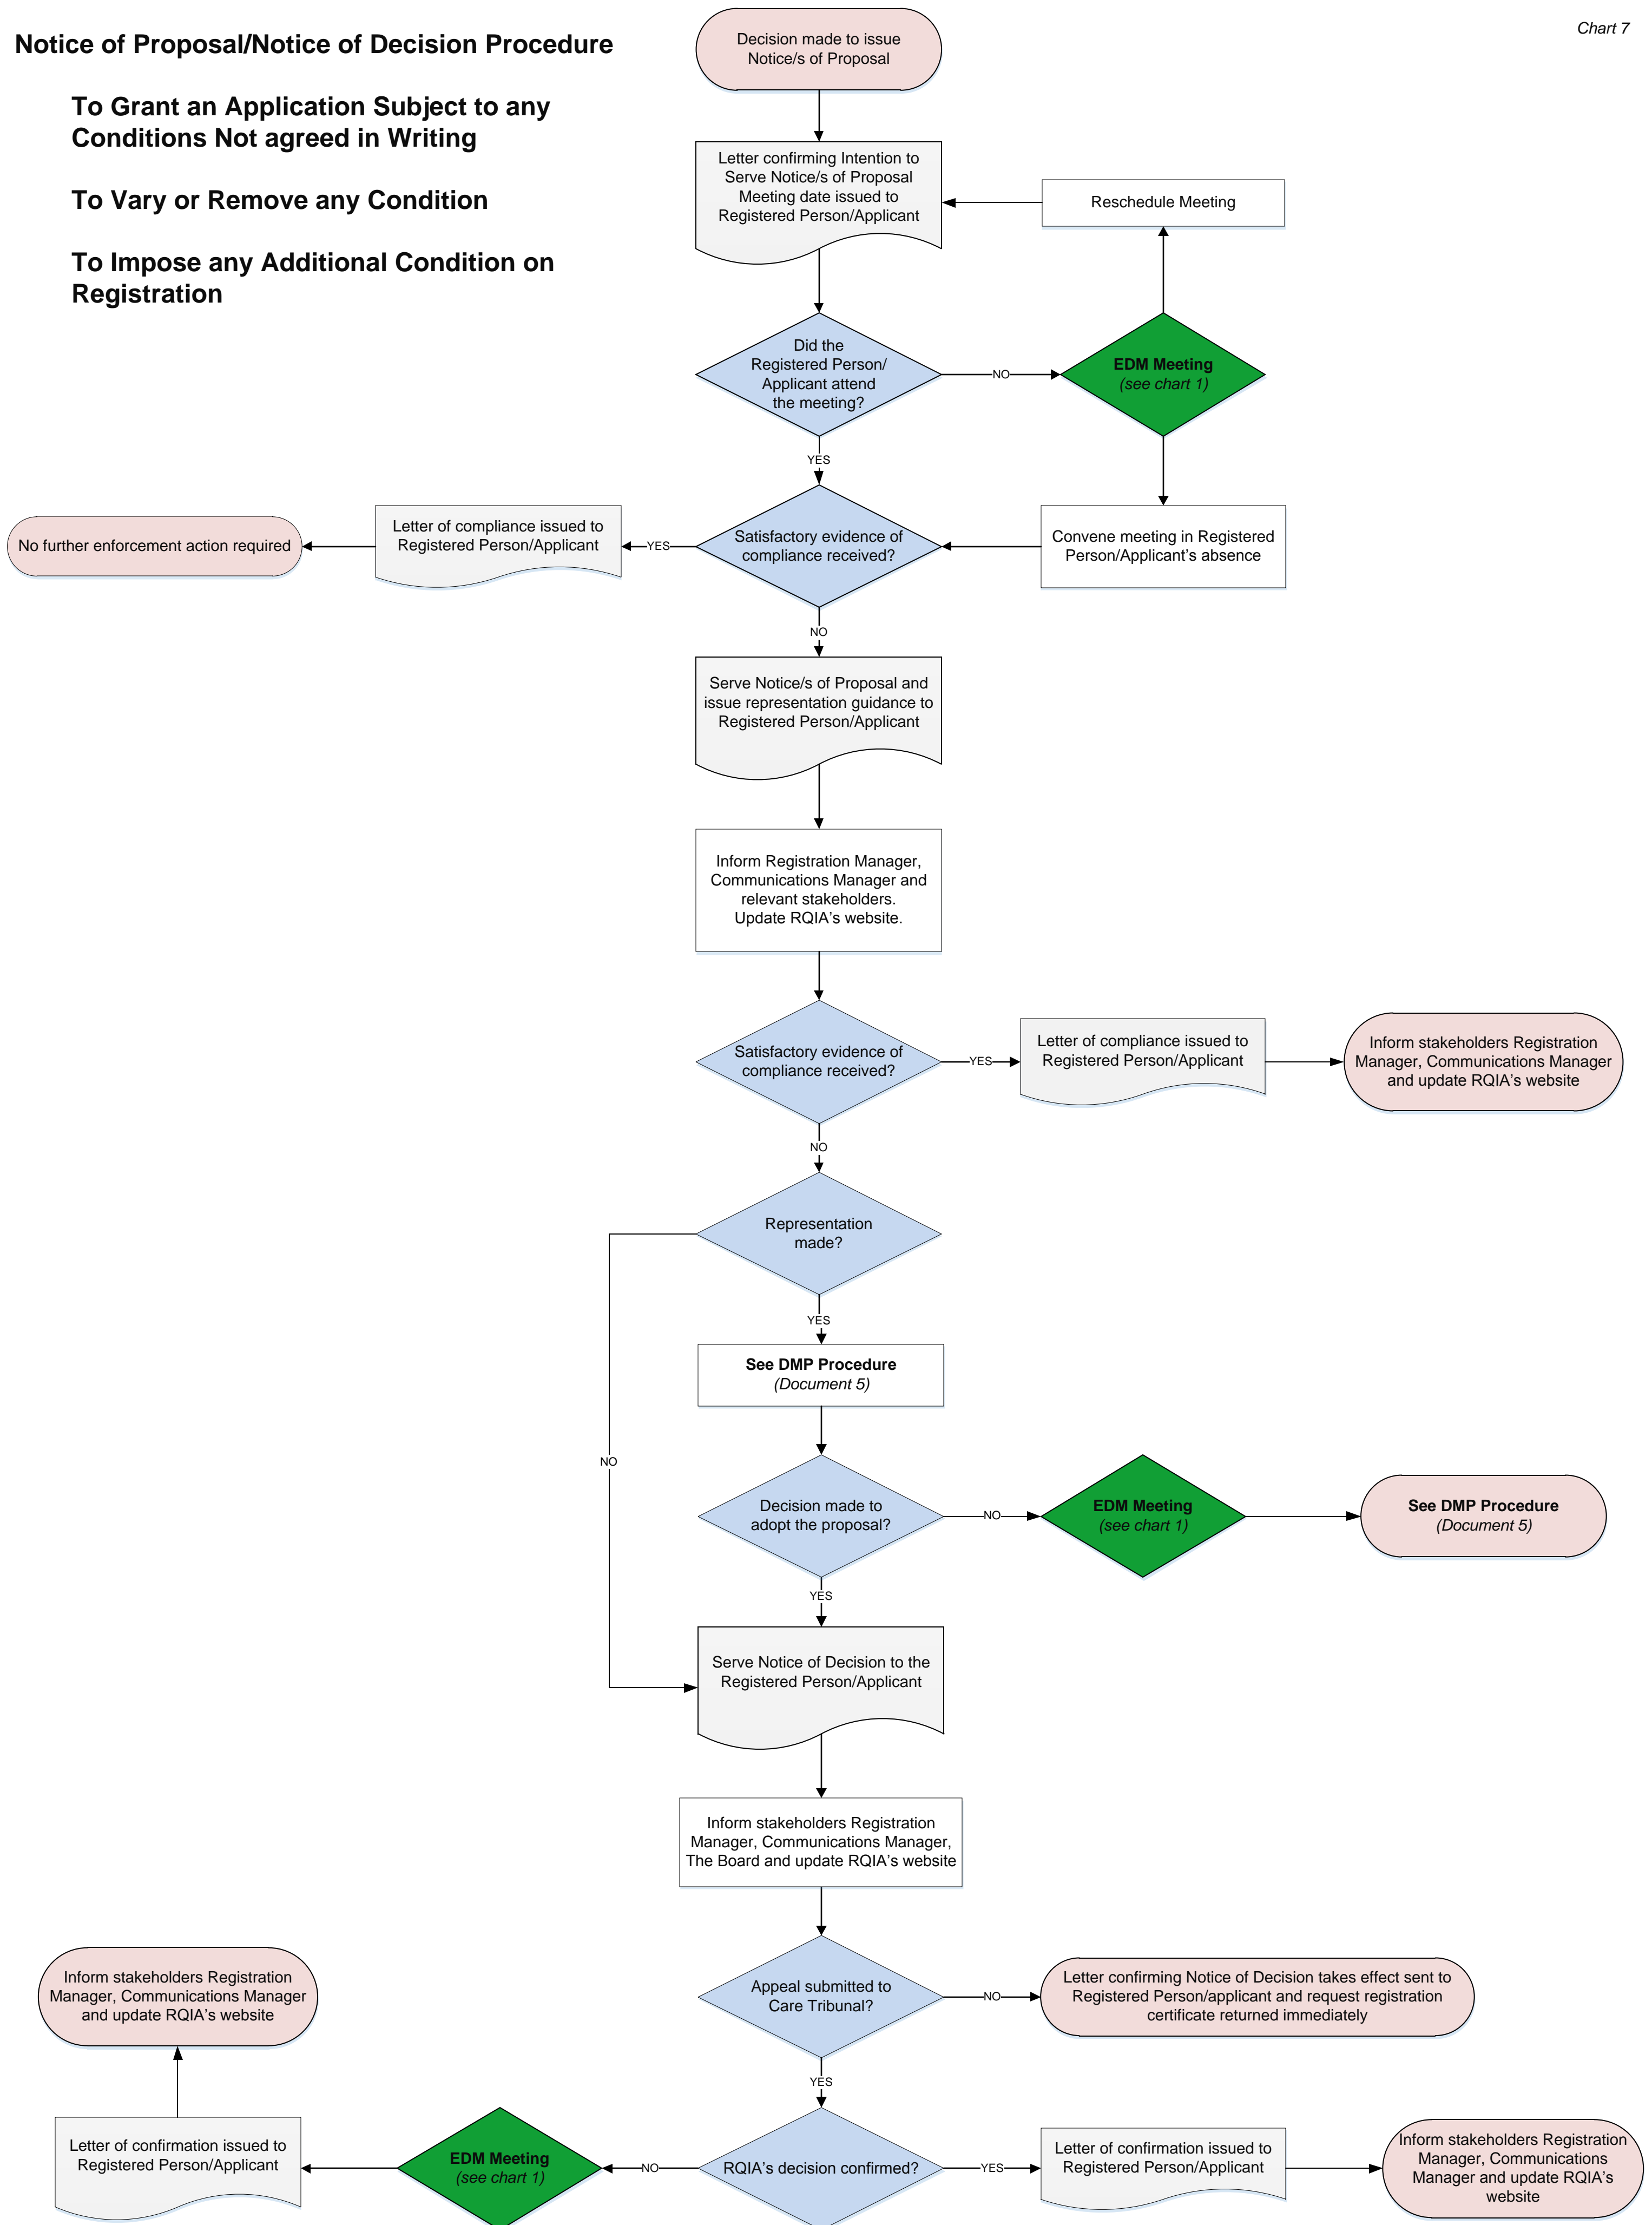 Chart 7
Notice of Proposal/Notice of Decision Procedure
To Grant an Application Subject to any
Conditions Not agreed in Writing
To Vary or Remove any Condition
To Impose any Additional Condition on
Registration
Decision made to issue
Notice/s of Proposal
Letter confirming Intention to
Serve Notice/s of Proposal
Meeting date issued to
Registered Person/Applicant
Reschedule Meeting
Did the
Registered Person/
Applicant attend
the meeting?
NO
EDM Meeting
(see chart 1)
YES
No further enforcement action required
Letter of compliance issued to
Registered Person/Applicant
YES
Satisfactory evidence of
compliance received?
Convene meeting in Registered
Person/Applicant's absence
NO
Serve Notice/s of Proposal and
issue representation guidance to
Registered Person/Applicant
Inform Registration Manager,
Communications Manager and
relevant stakeholders.
Update RQIA's website.
Satisfactory evidence of
compliance received?
YES
Letter of compliance issued to
Registered Person/Applicant
Inform stakeholders Registration
Manager, Communications Manager
and update RQIA's website
NO
Representation
made?
YES
See DMP Procedure
(Document 5)
NO
Decision made to
adopt the proposal?
NO
EDM Meeting
(see chart 1)
See DMP Procedure
(Document 5)
YES
Serve Notice of Decision to the
Registered Person/Applicant
Inform stakeholders Registration
Manager, Communications Manager,
The Board and update RQIA's website
Inform stakeholders Registration
Manager, Communications Manager
and update RQIA's website
Appeal submitted to
Care Tribunal?
NO
Letter confirming Notice of Decision takes effect sent to
Registered Person/applicant and request registration
certificate returned immediately
YES
Letter of confirmation issued to
Registered Person/Applicant
EDM Meeting
(see chart 1)
NO
RQIA's decision confirmed?
YES
Letter of confirmation issued to
Registered Person/Applicant
Inform stakeholders Registration
Manager, Communications
Manager and update RQIA's
website